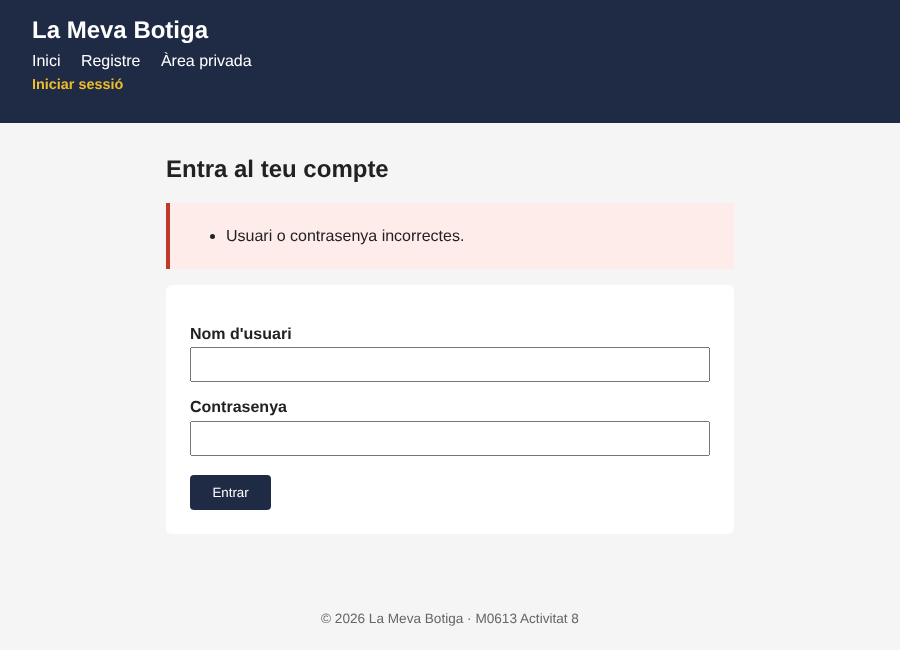 La Meva Botiga
Inici Registre Àrea privada
Iniciar sessió
Entra al teu compte
• Usuari o contrasenya incorrectes.
Nom d'usuari
Contrasenya
Entrar
© 2026 La Meva Botiga · M0613 Activitat 8